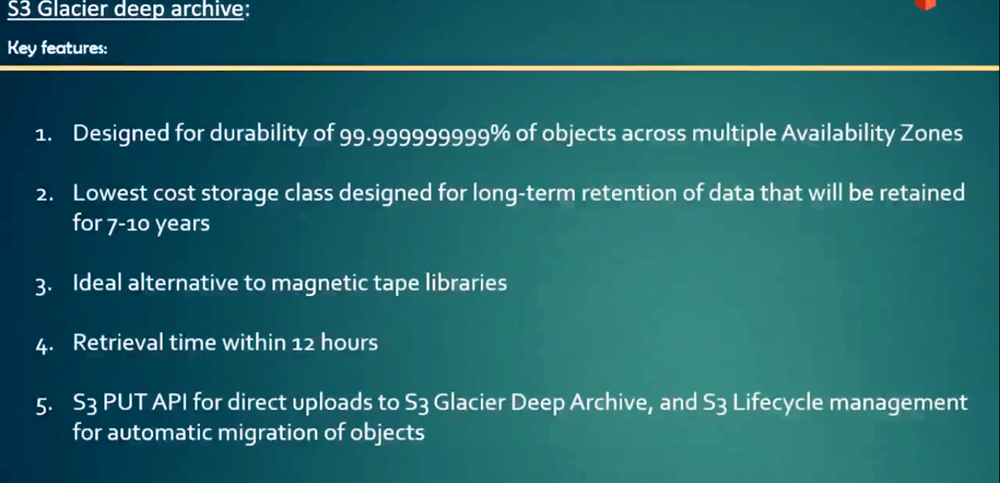 S3 Glacier deep archive:
Key features:
1. Designed for durability of 99.999999999% of objects across multiple Availability Zones
2. Lowest cost storage class designed for long-term retention of data that will be retained
for 7-10 years
3. Ideal alternative to magnetic tape libraries
4. Retrieval time within 12 hours
5. S3 PUT API for direct uploads to S3 Glacier Deep Archive, and S3 Lifecycle management
for automatic migration of objects